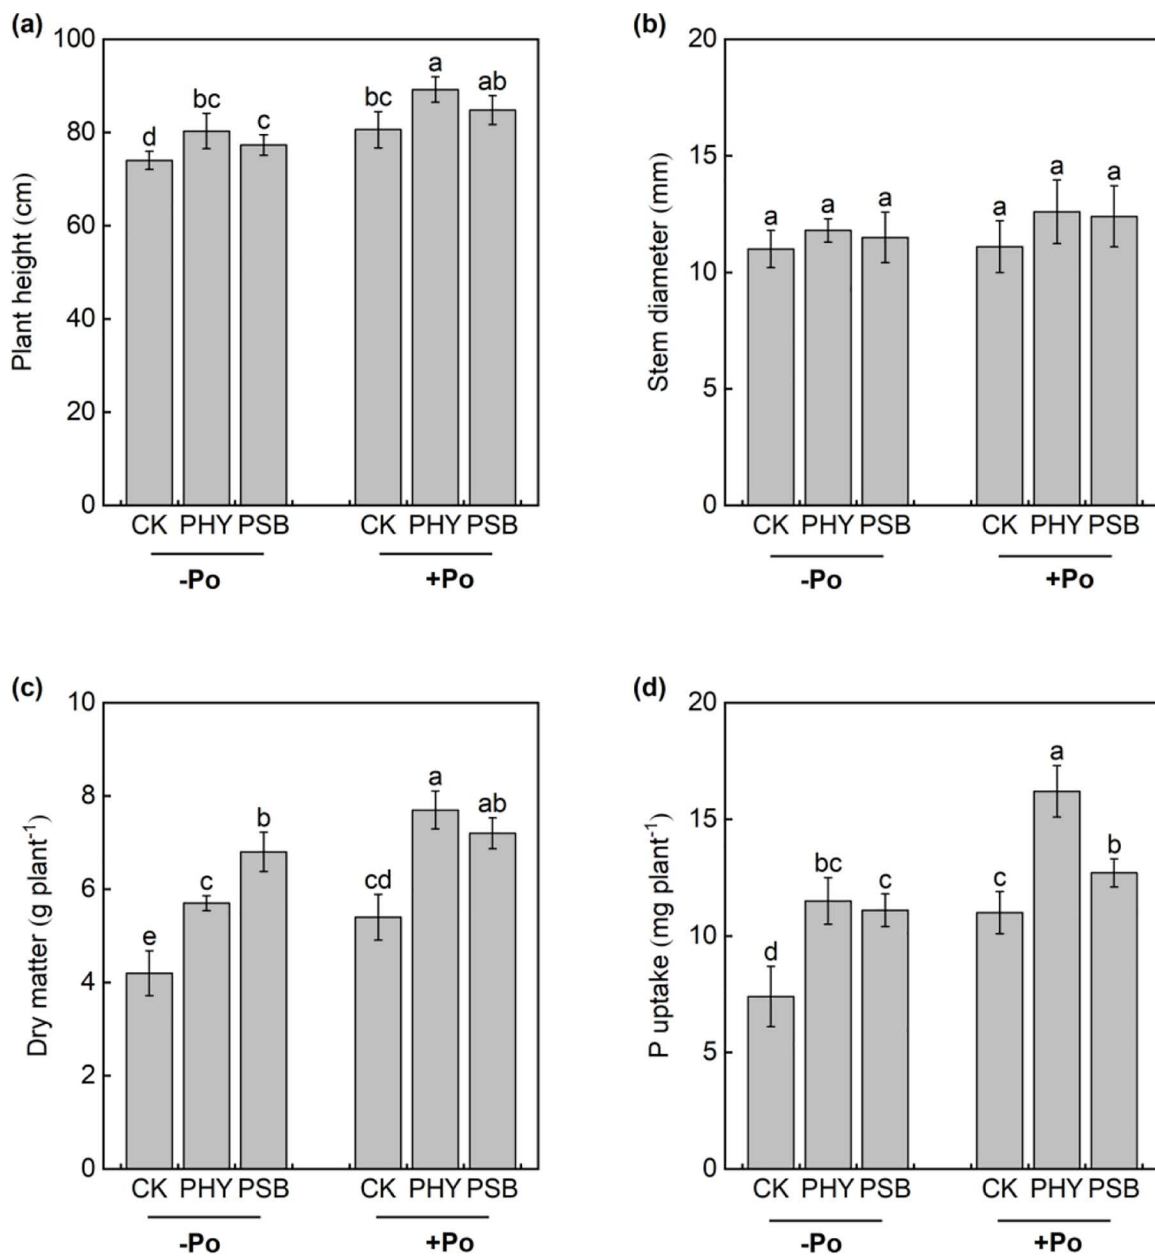 (a)
Plant height (cm)
100
80
60
40
20
0
d
bc
c
bc
a
ab
CK PHY PSB CK PHY PSB
-Po +Po
(b)
Stem diameter (mm)
20
15
10
5
0
a
a
a
a
a
a
CK PHY PSB CK PHY PSB
-Po +Po
(c)
Dry matter (g plant⁻¹)
10
8
6
4
2
0
e
c
b
cd
a
ab
CK PHY PSB CK PHY PSB
-Po +Po
(d)
P uptake (mg plant⁻¹)
20
15
10
5
0
d
bc
c
c
a
b
CK PHY PSB CK PHY PSB
-Po +Po